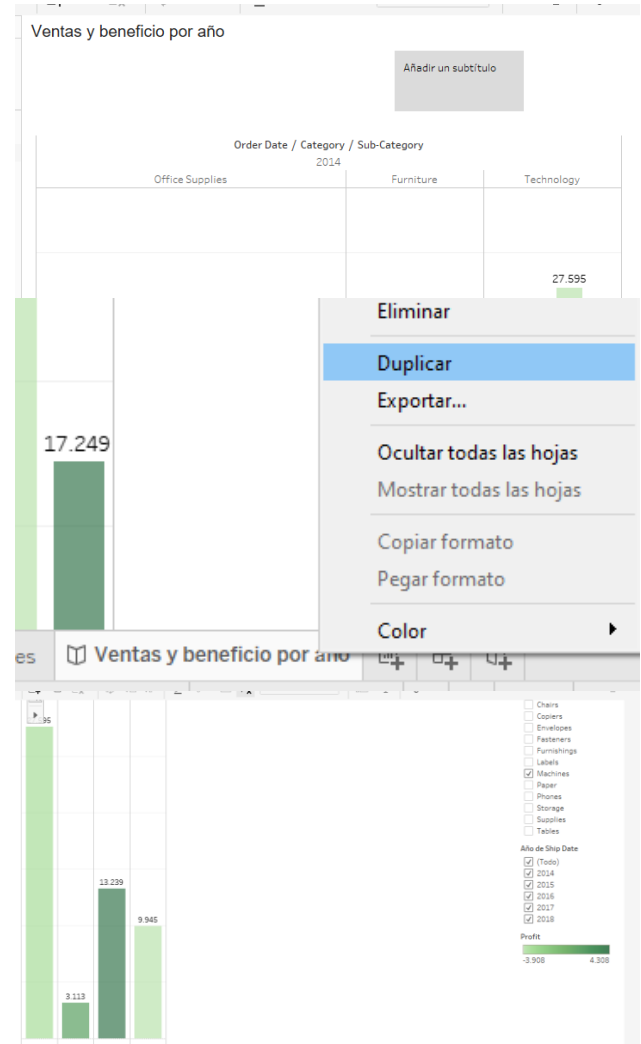 Ventas y beneficio por año
Añadir un subtítulo
Order Date / Category / Sub-Category
2014
Office Supplies Furniture Technology
27.595
Eliminar
Duplicar
Exportar...
17.249
Ocultar todas las hojas
Mostrar todas las hojas
Copiar formato
Pegar formato
Color
es Ventas y beneficio por año
95
Chairs
Copiers
Envelopes
Fasteners
Furnishings
Labels
Machines
Paper
Phones
Storage
Supplies
Tables
Año de Ship Date
(Todo)
2014
2015
2016
2017
2018
Profit
-3.908 4.308
13.239
9.945
3.113